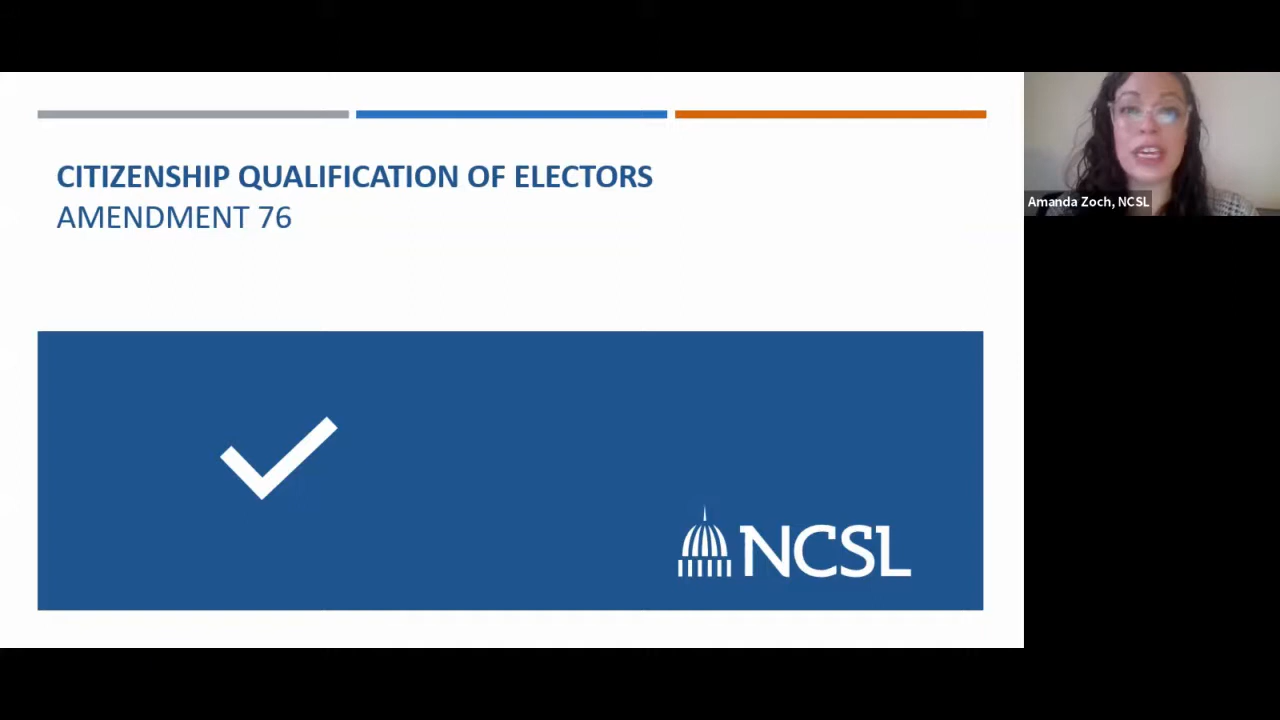 CITIZENSHIP QUALIFICATION OF ELECTORS
AMENDMENT 76
Amanda Zoch, NCSL
NCSL